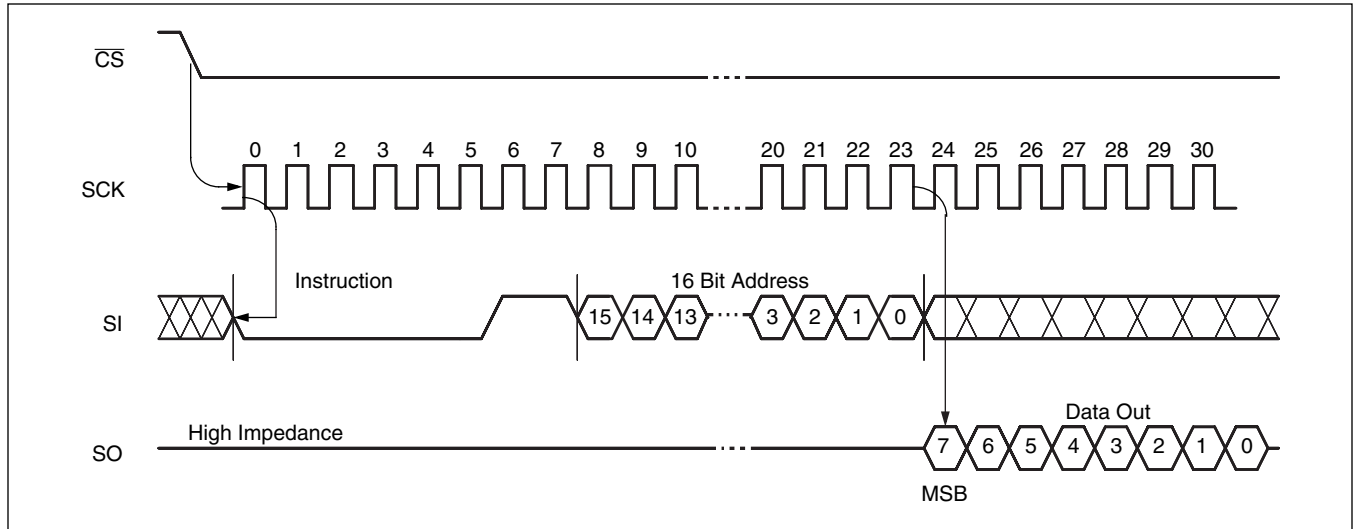 CS
0 1 2 3 4 5 6 7 8 9 10 20 21 22 23 24 25 26 27 28 29 30
SCK
Instruction
16 Bit Address
SI
15 14 13 3 2 1 0
Data Out
High Impedance
SO
7 6 5 4 3 2 1 0
MSB